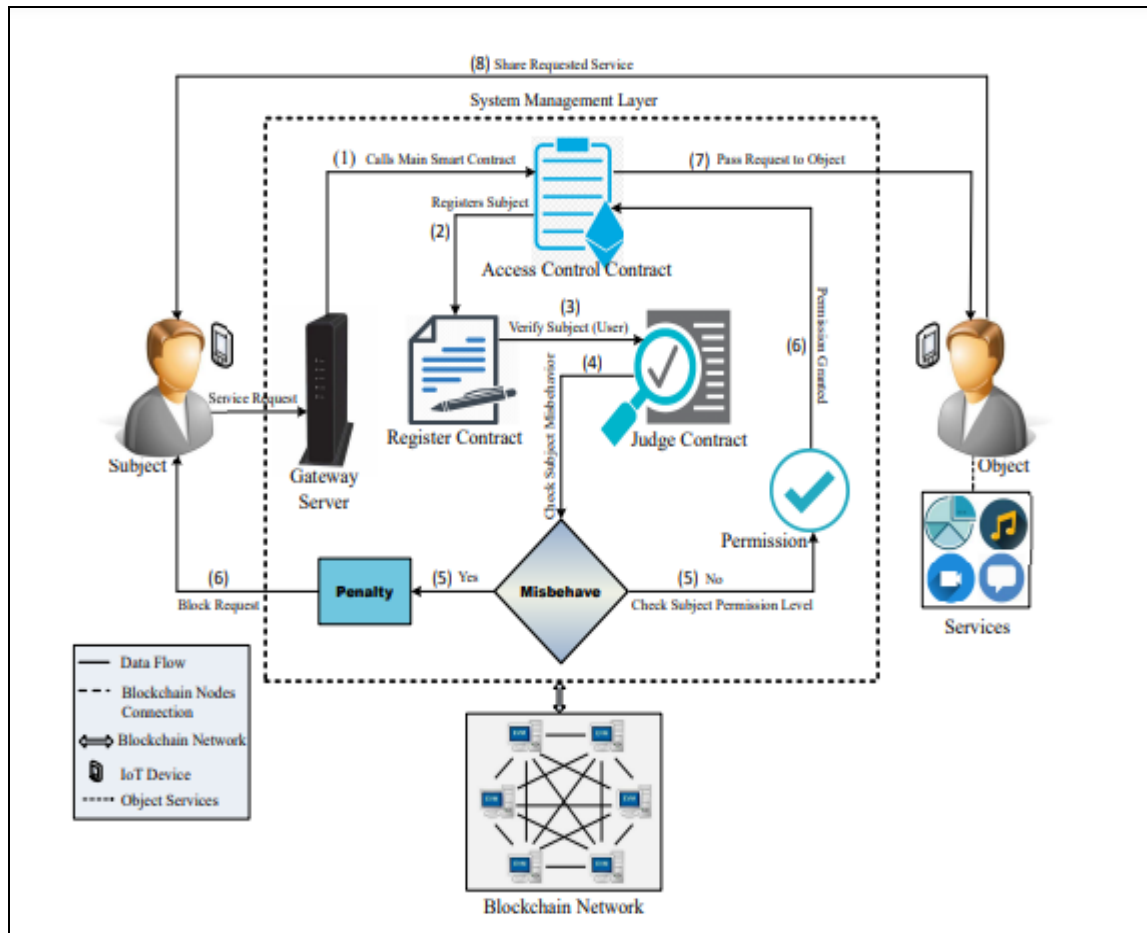 (8) Share Requested Service
System Management Layer
(1) Calls Main Smart Contract
(7) Pass Request to Object
Registers Subject
(2)
Access Control Contract
(3)
Verify Subject (User)
(4)
(6)
Permission Granted
Service Request
Register Contract
Judge Contract
Check Subject Misbehavior
Subject
Gateway
Server
Object
Permission
(6)
Block Request
Penalty
(5) Yes
Misbehave
(5) No
Check Subject Permission Level
Services
Data Flow
Blockchain Nodes
Connection
Blockchain Network
IoT Device
Object Services
Blockchain Network